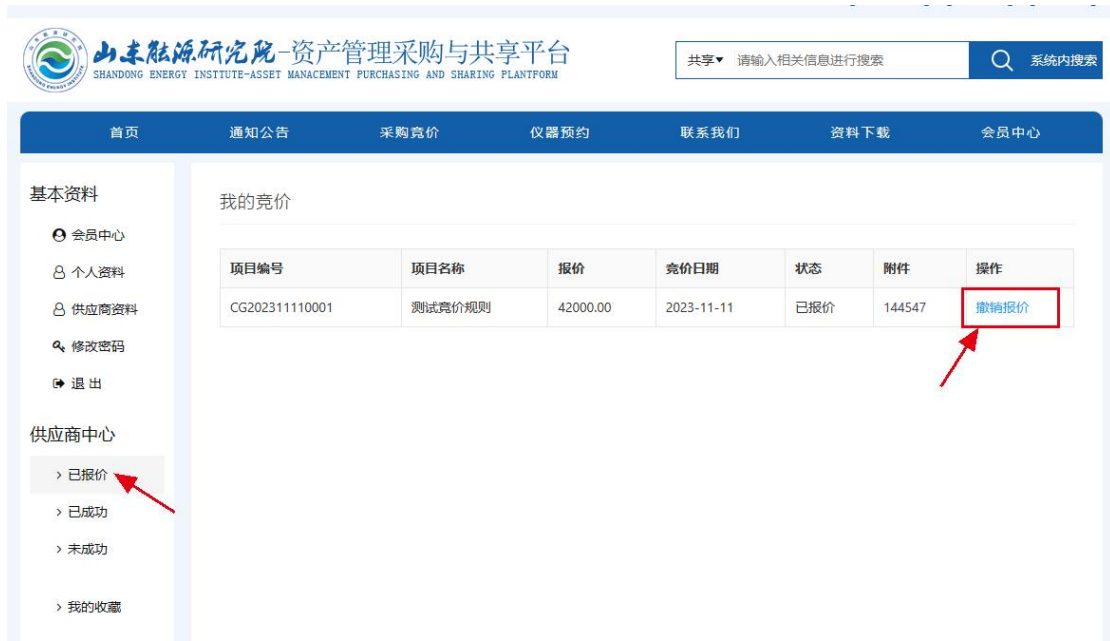 山东能源研究院-资产管理采购与共享平台
SHANDONG ENERGY INSTTUTE-ASSET MANACEMENT PURCHASING AND SHARING PLANTFORM
共享▾ 请输入相关信息进行搜索 系统内搜索
首页 通知公告 采购竞价 仪器预约 联系我们 资料下载 会员中心
基本资料
会员中心
个人资料
供应商资料
修改密码
退 出
供应商中心
> 已报价
> 已成功
> 未成功
> 我的收藏
我的竞价
项目编号 项目名称 报价 竞价日期 状态 附件 操作
CG202311110001 测试竞价规则 42000.00 2023-11-11 已报价 144547 撤销报价